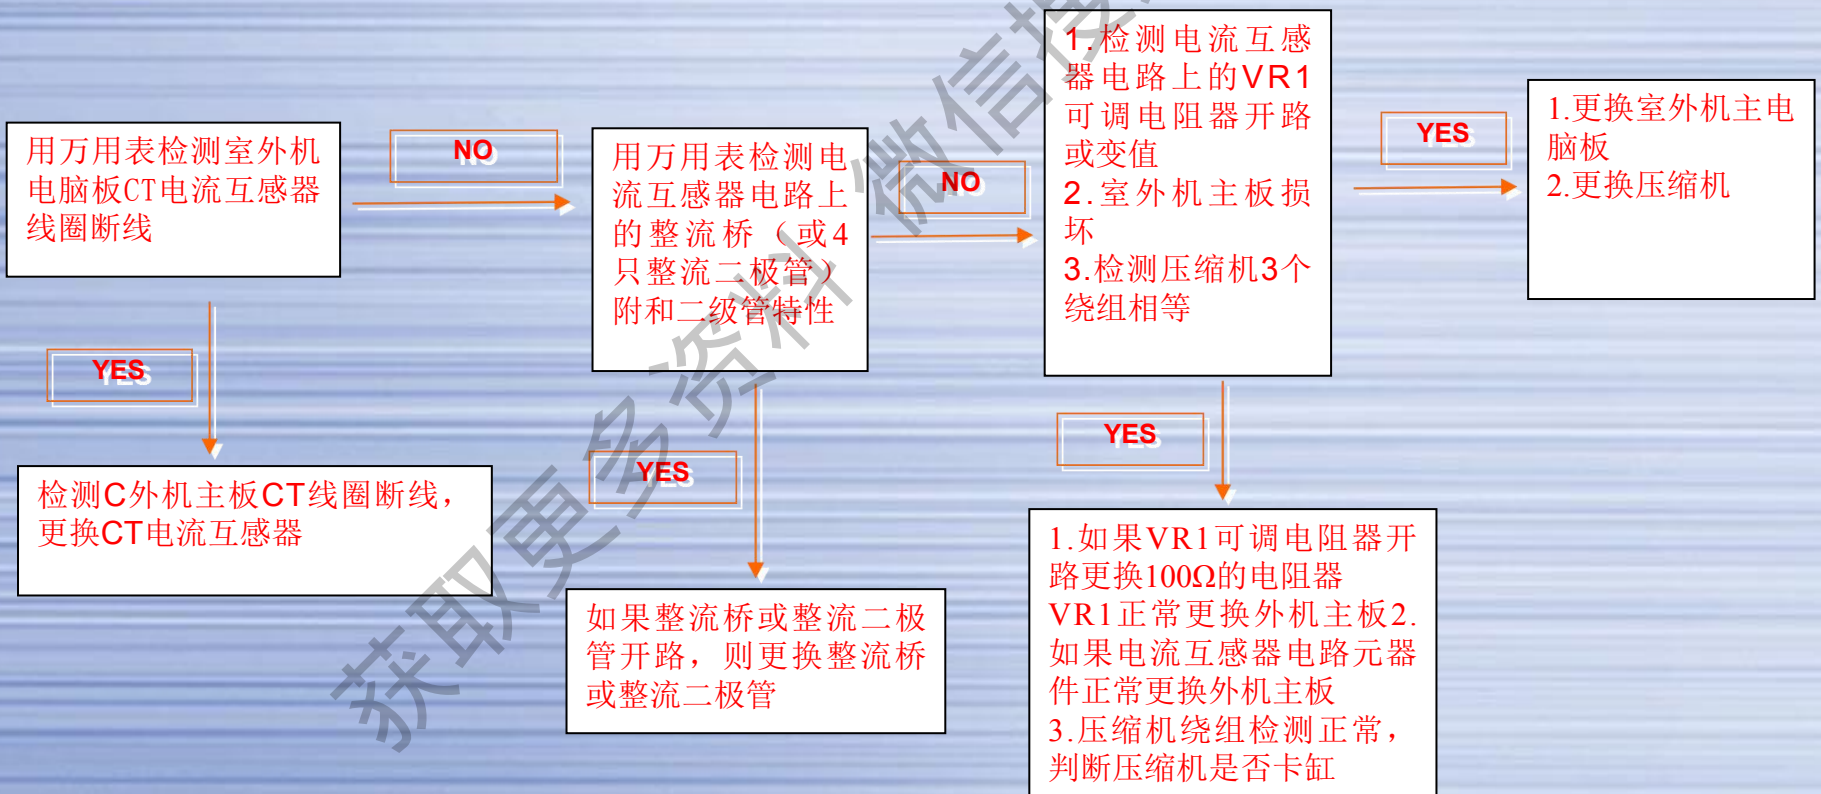 用万用表检测室外机
电脑板CT电流互感器
线圈断线
NO
用万用表检测电
流互感器电路上
的整流桥（或4
只整流二极管）
附和二级管特性
NO
1.检测电流互感
器电路上的VR1
可调电阻器开路
或变值
2.室外机主板损
坏
3.检测压缩机3个
绕组相等
YES
1.更换室外机主电
脑板
2.更换压缩机
YES
检测C外机主板CT线圈断线，
更换CT电流互感器
YES
如果整流桥或整流二极
管开路，则更换整流桥
或整流二极管
YES
1.如果VR1可调电阻器开
路更换100Ω的电阻器
VR1正常更换外机主板2.
如果电流互感器电路元器
件正常更换外机主板
3.压缩机绕组检测正常，
判断压缩机是否卡缸
获取更多资料 微信搜